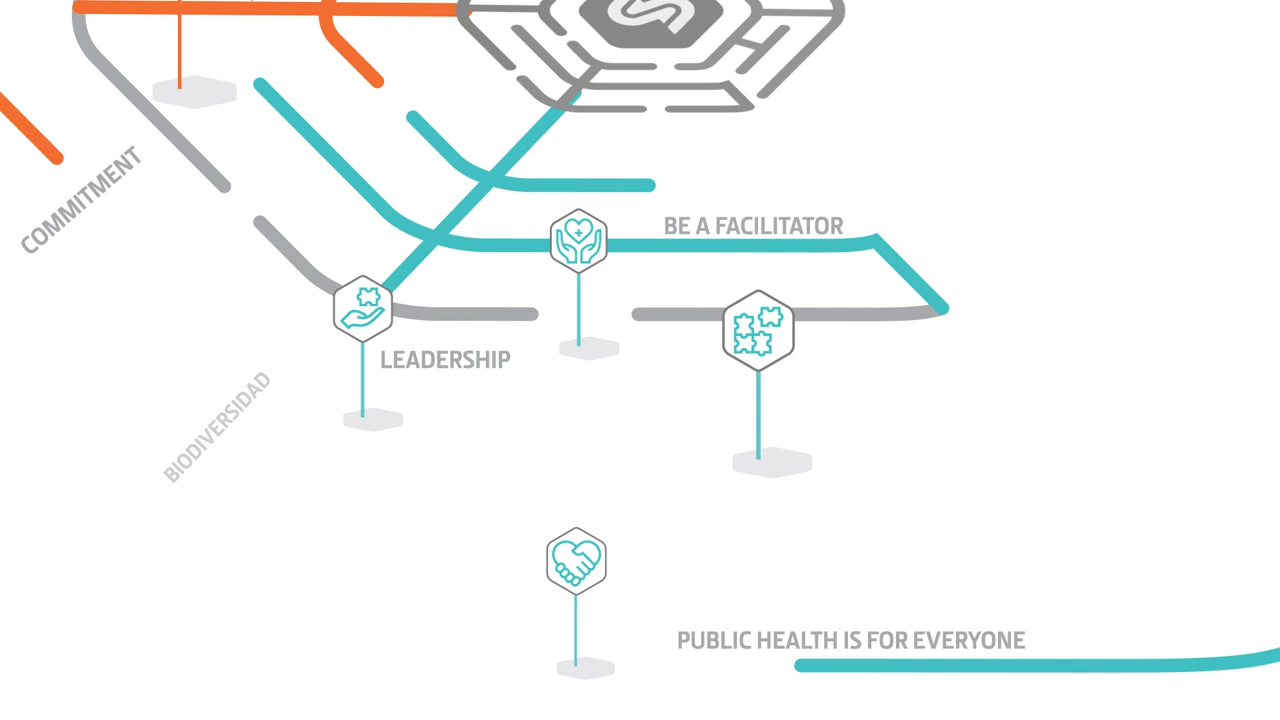 COMMITMENT
BE A FACILITATOR
LEADERSHIP
BIODIVERSIDAD
PUBLIC HEALTH IS FOR EVERYONE